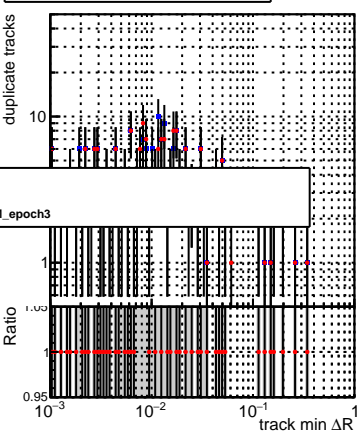 duplicate tracks
10
l_epoch3
1
1.05
Ratio
1
0.95
10⁻³ 10⁻² 10⁻¹ 1
track min ΔR